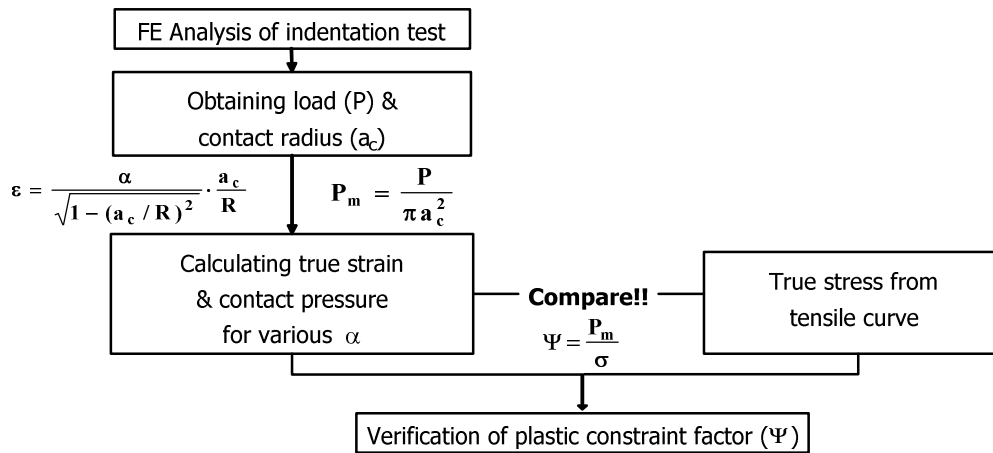 FE Analysis of indentation test
Obtaining load (P) &
contact radius (a_c)
ε = α / √(1 − (a_c / R)²) · a_c / R
P_m = P / πa_c²
Calculating true strain
& contact pressure
for various α
Compare!!
Ψ = P_m / σ
True stress from
tensile curve
Verification of plastic constraint factor (Ψ)